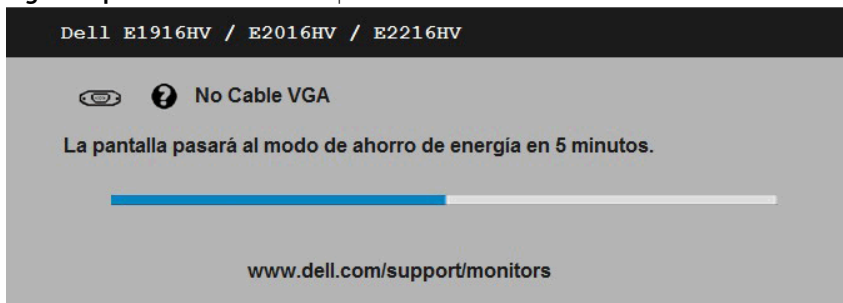 Dell E1916HV / E2016HV / E2216HV
? No Cable VGA
La pantalla pasará al modo de ahorro de energía en 5 minutos.
www.dell.com/support/monitors